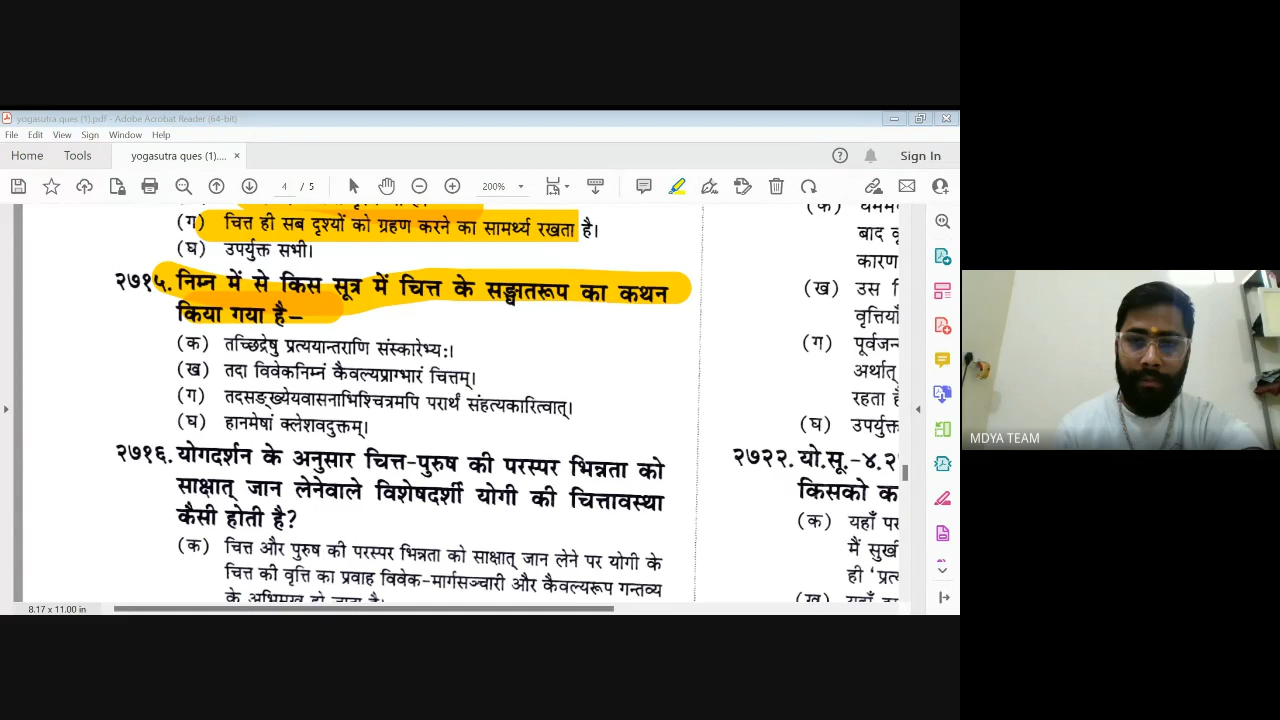 yogasutra ques (1).pdf - Adobe Acrobat Reader (64-bit)
File Edit View Sign Window Help
Home Tools yogasutra ques (1).... × Sign In
4 / 5 200%
(ग) चित्त ही सब दृश्यों को ग्रहण करने का सामर्थ्य रखता है।
(घ) उपर्युक्त सभी।
२७१५. निम्न में से किस सूत्र में चित्त के सङ्घातरूप का कथन
किया गया है–
(क) तच्छिद्रेषु प्रत्ययान्तराणि संस्कारेभ्य:।
(ख) तदा विवेकनिम्नं कैवल्यप्राग्भारं चित्तम्।
(ग) तदसङ्ख्येयवासनाभिश्चित्रमपि परार्थं संहत्यकारित्वात्।
(घ) हानमेषां क्लेशवदुक्तम्।
२७१६. योगदर्शन के अनुसार चित्त-पुरुष की परस्पर भिन्नता को
साक्षात् जान लेनेवाले विशेषदर्शी योगी की चित्तावस्था
कैसी होती है?
(क) चित्त और पुरुष की परस्पर भिन्नता को साक्षात् जान लेने पर योगी के
चित्त की वृत्ति का प्रवाह विवेक-मार्गसञ्चारी और कैवल्यरूप गन्तव्य
के अभिमुख हो जाता है।
बाद
कारण
(ख) उस
(ग) पूर्वजन्
अर्थात्
रहता
(घ) उपर्युक्त
२७२२. यो.सू.-४.२
किसको क
(क) यहाँ
मैं सुखी
ही
8.17 x 11.00 in
MDYA TEAM